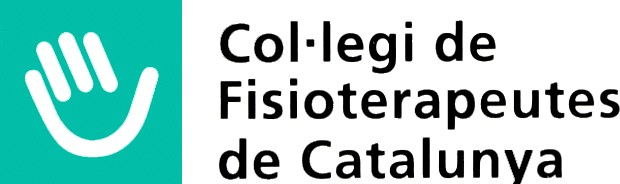 Col·legi de
Fisioterapeutes
de Catalunya